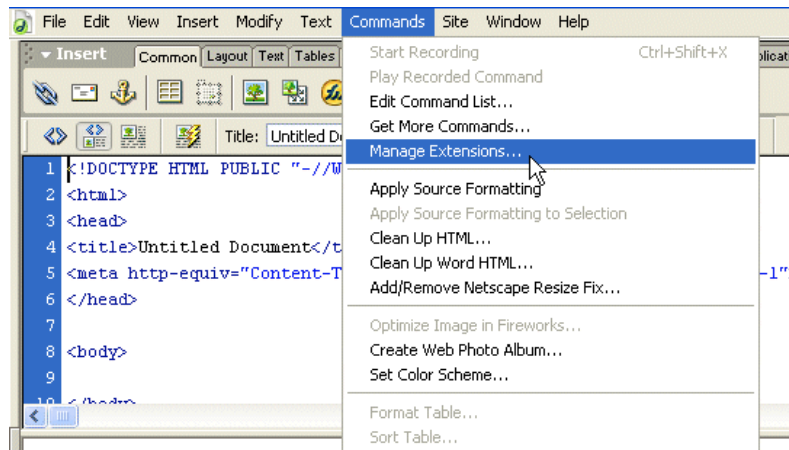 File Edit View Insert Modify Text Commands Site Window Help
Insert Common Layout Text Tables
Title: Untitled D
Start Recording Ctrl+Shift+X
Play Recorded Command
Edit Command List...
Get More Commands...
Manage Extensions...
Apply Source Formatting
Apply Source Formatting to Selection
Clean Up HTML...
Clean Up Word HTML...
Add/Remove Netscape Resize Fix...
Optimize Image in Fireworks...
Create Web Photo Album...
Set Color Scheme...
Format Table...
Sort Table...
1 <!DOCTYPE HTML PUBLIC "-//W
2 <html>
3 <head>
4 <title>Untitled Document</t
5 <meta http-equiv="Content-T -1"
6 </head>
7
8 <body>
9
10 </body>